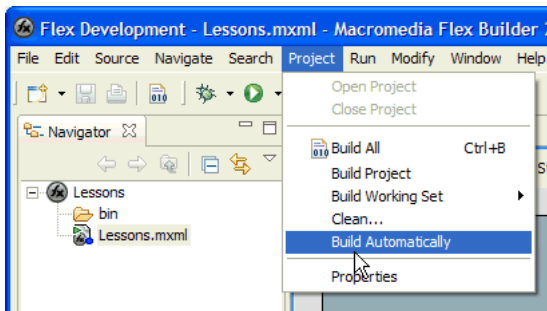 Flex Development - Lessons.mxml - Macromedia Flex Builder
File Edit Source Navigate Search Project Run Modify Window Help
Open Project
Close Project
Navigator
Build All Ctrl+B
Build Project
Build Working Set
Lessons
bin
Clean...
Lessons.mxml
Build Automatically
Properties